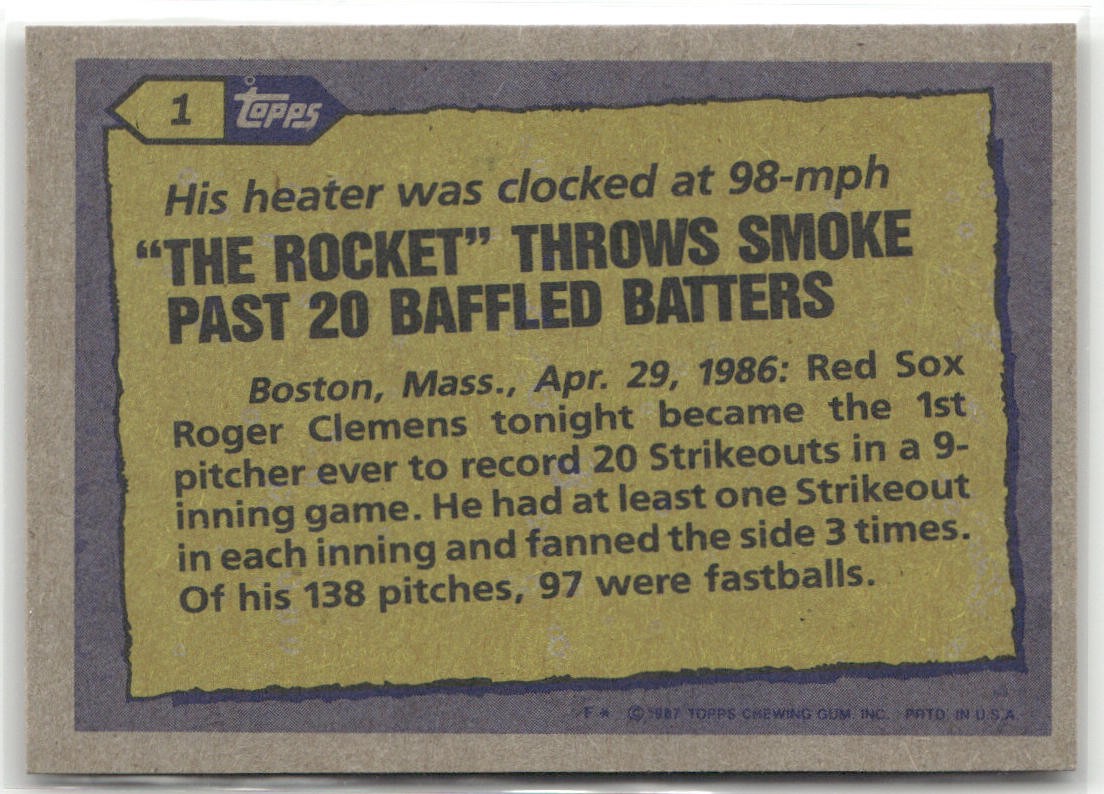 1 Topps
His heater was clocked at 98-mph
“THE ROCKET” THROWS SMOKE
PAST 20 BAFFLED BATTERS
Boston, Mass., Apr. 29, 1986: Red Sox
Roger Clemens tonight became the 1st
pitcher ever to record 20 Strikeouts in a 9-
inning game. He had at least one Strikeout
in each inning and fanned the side 3 times.
Of his 138 pitches, 97 were fastballs.
F* © 1987 TOPPS CHEWING GUM, INC. PRTD. IN U.S.A.